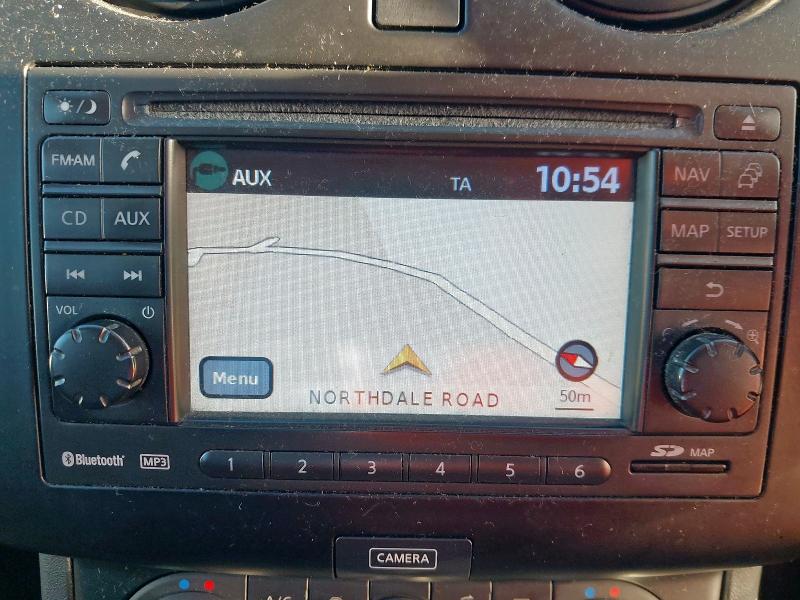 FM·AM
CD AUX
VOL
AUX TA 10:54
Menu
NORTHDALE ROAD
50m
NAV
MAP SETUP
Bluetooth MP3
1 2 3 4 5 6
SD MAP
CAMERA
A/C